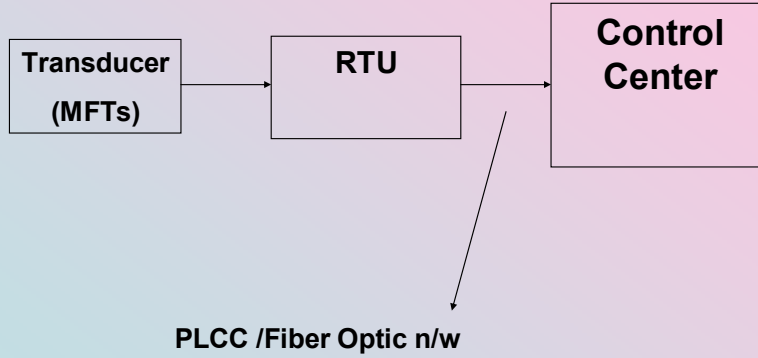 Transducer
(MFTs)
RTU
Control
Center
PLCC /Fiber Optic n/w